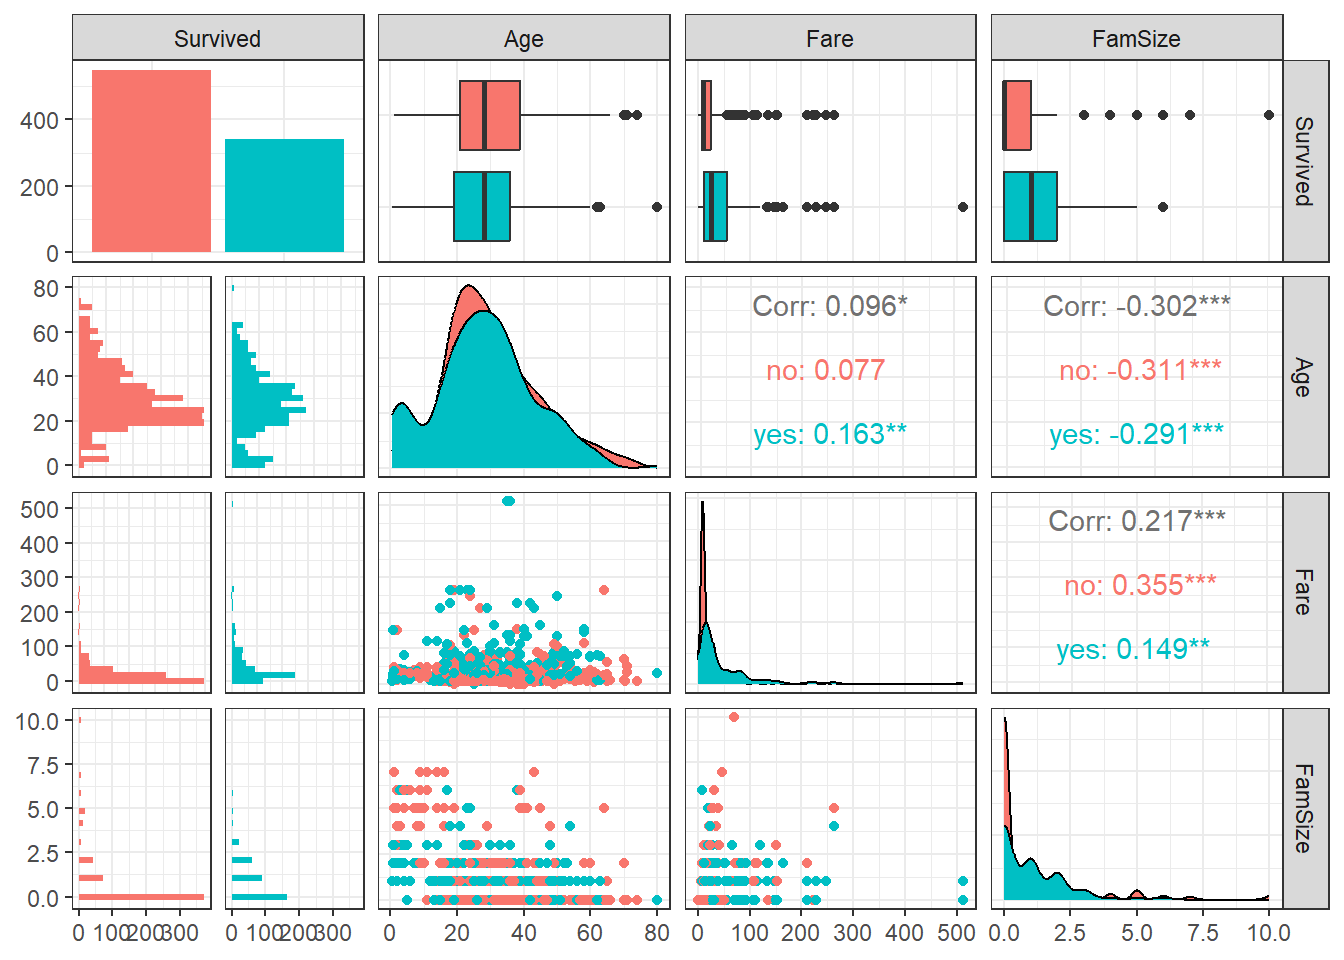 Survived Age Fare FamSize
400
200
0
Survived
80
60
40
20
0
Corr: 0.096*
no: 0.077
yes: 0.163**
Corr: -0.302***
no: -0.311***
yes: -0.291***
Age
500
400
300
200
100
0
Corr: 0.217***
no: 0.355***
yes: 0.149**
Fare
10.0
7.5
5.0
2.5
0.0
FamSize
0 100 200 300 0 100 200 300 0 20 40 60 80 0 100 200 300 400 500 0.0 2.5 5.0 7.5 10.0